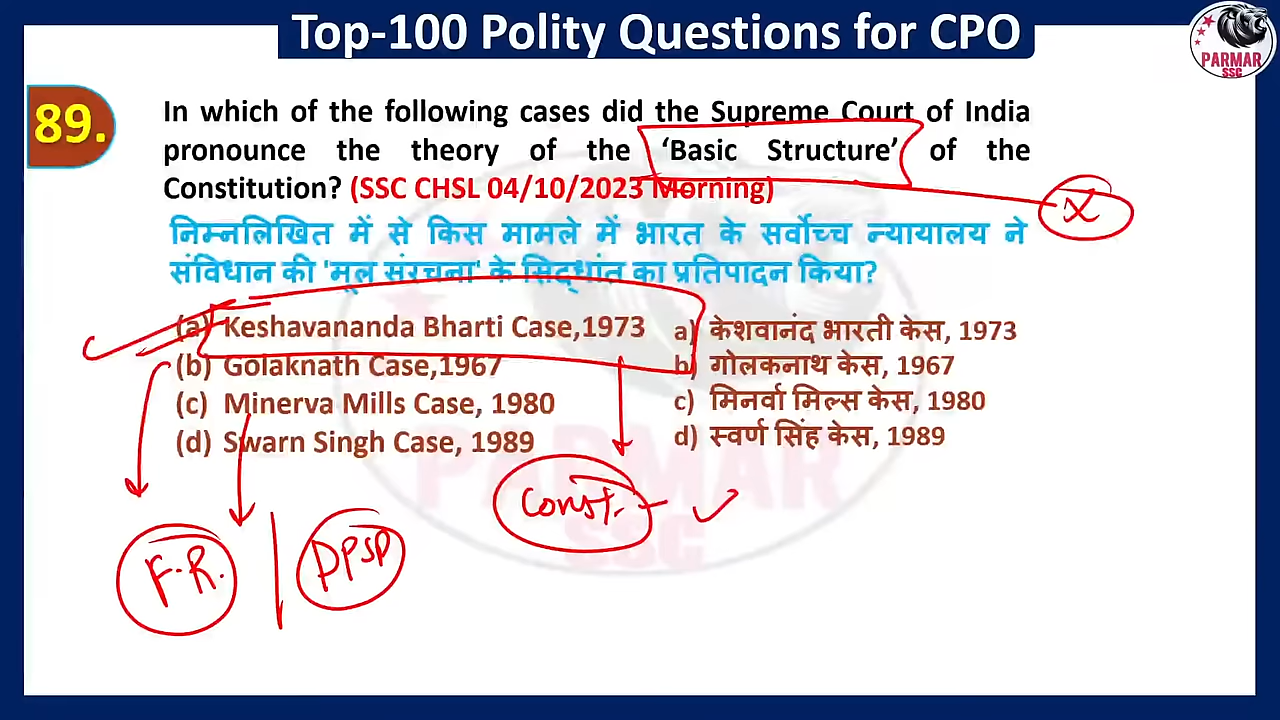 Top-100 Polity Questions for CPO
PARMAR
SSC
89.
In which of the following cases did the Supreme Court of India
pronounce the theory of the 'Basic Structure' of the
Constitution? (SSC CHSL 04/10/2023 Morning)
x
निम्नलिखित में से किस मामले में भारत के सर्वोच्च न्यायालय ने
संविधान की 'मूल संरचना' के सिद्धांत का प्रतिपादन किया?
(a) Keshavananda Bharti Case,1973
(b) Golaknath Case,1967
(c) Minerva Mills Case, 1980
(d) Swarn Singh Case, 1989
a) केशवानंद भारती केस, 1973
b) गोलकनाथ केस, 1967
c) मिनर्वा मिल्स केस, 1980
d) स्वर्ण सिंह केस, 1989
PARMAR
SSC
Const.
F.R.
DPSP